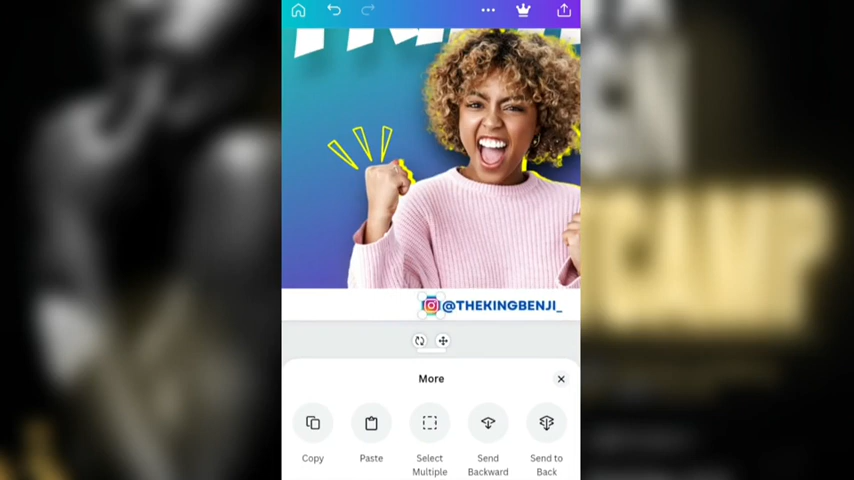 @THEKINGBENJI_
More
Copy
Paste
Select
Multiple
Send
Backward
Send to
Back